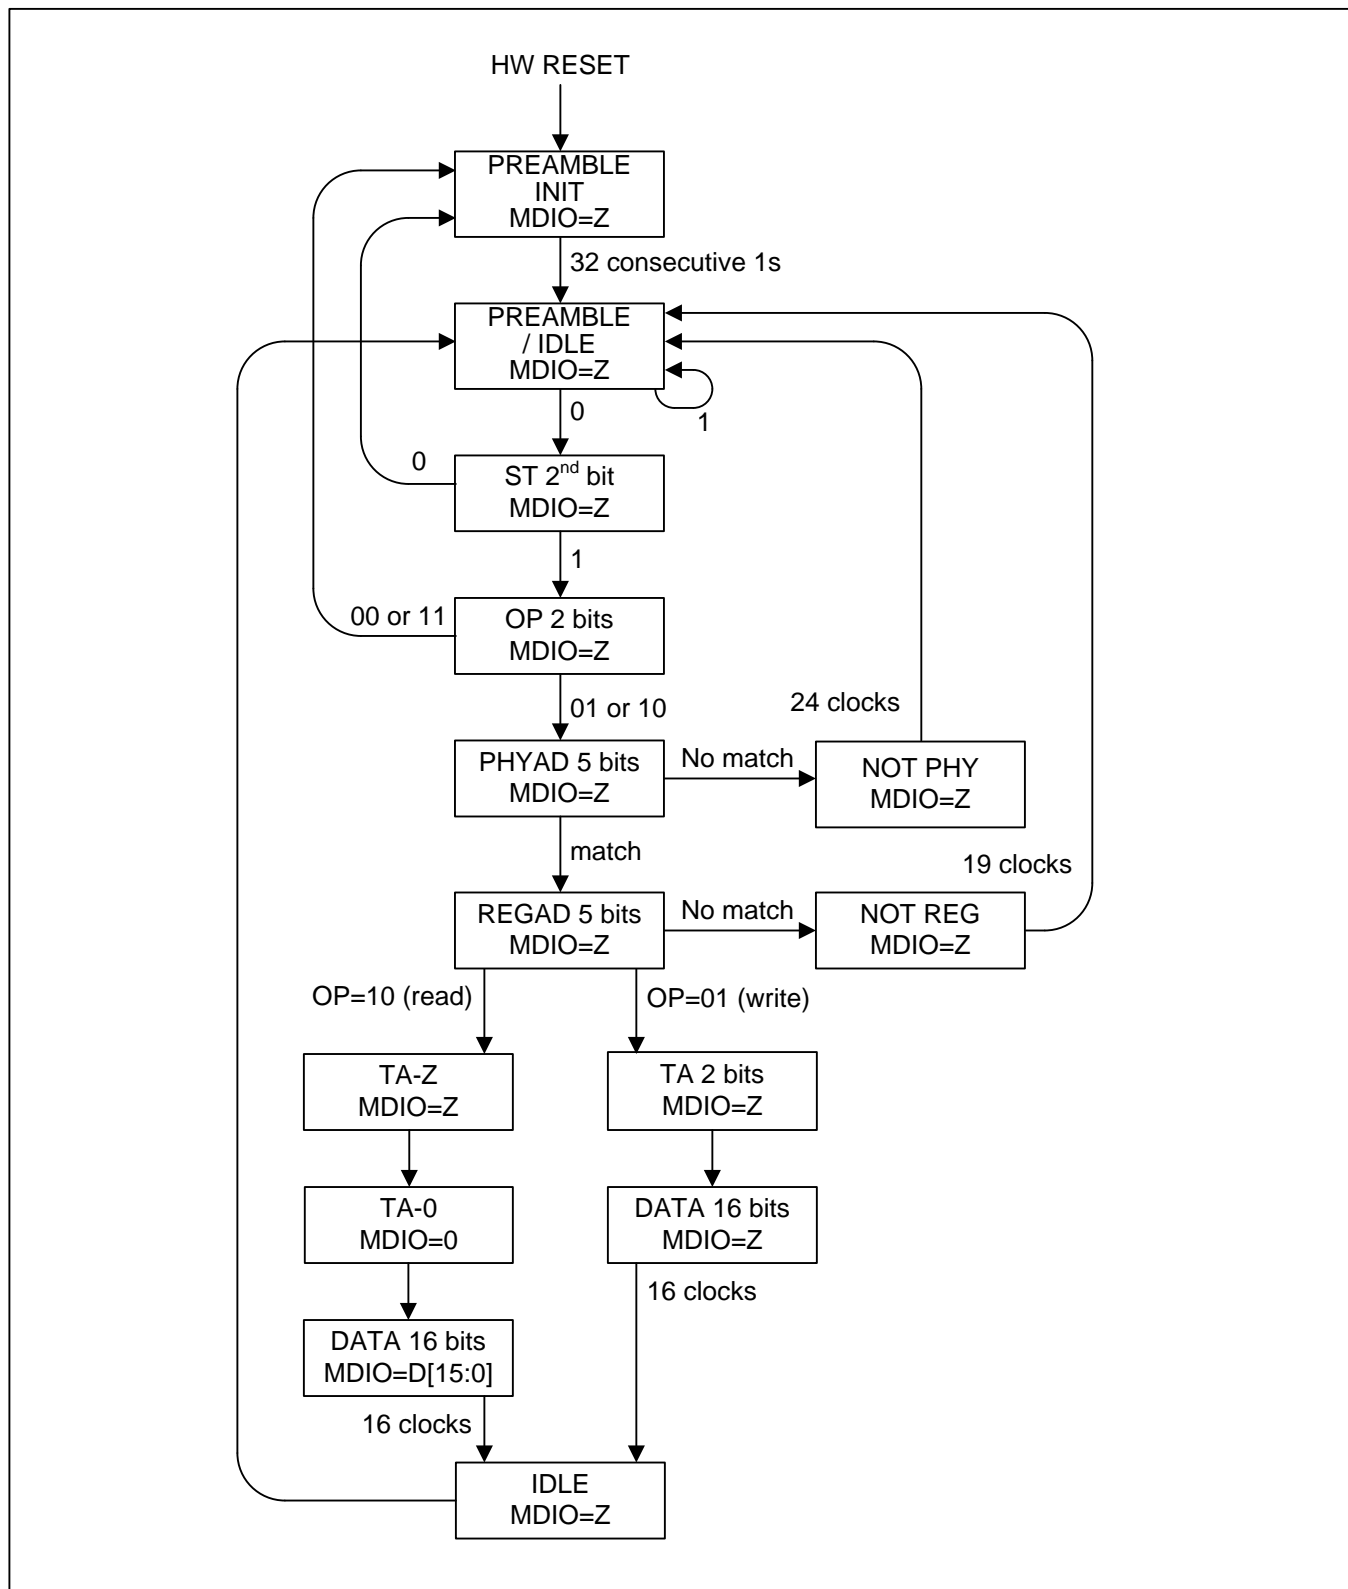 HW RESET
PREAMBLE
INIT
MDIO=Z
32 consecutive 1s
PREAMBLE
/ IDLE
MDIO=Z
1
0
0
ST 2nd bit
MDIO=Z
1
00 or 11
OP 2 bits
MDIO=Z
01 or 10
24 clocks
PHYAD 5 bits
MDIO=Z
No match
NOT PHY
MDIO=Z
match
19 clocks
REGAD 5 bits
MDIO=Z
No match
NOT REG
MDIO=Z
OP=10 (read)
OP=01 (write)
TA-Z
MDIO=Z
TA 2 bits
MDIO=Z
TA-0
MDIO=0
DATA 16 bits
MDIO=Z
16 clocks
DATA 16 bits
MDIO=D[15:0]
16 clocks
IDLE
MDIO=Z